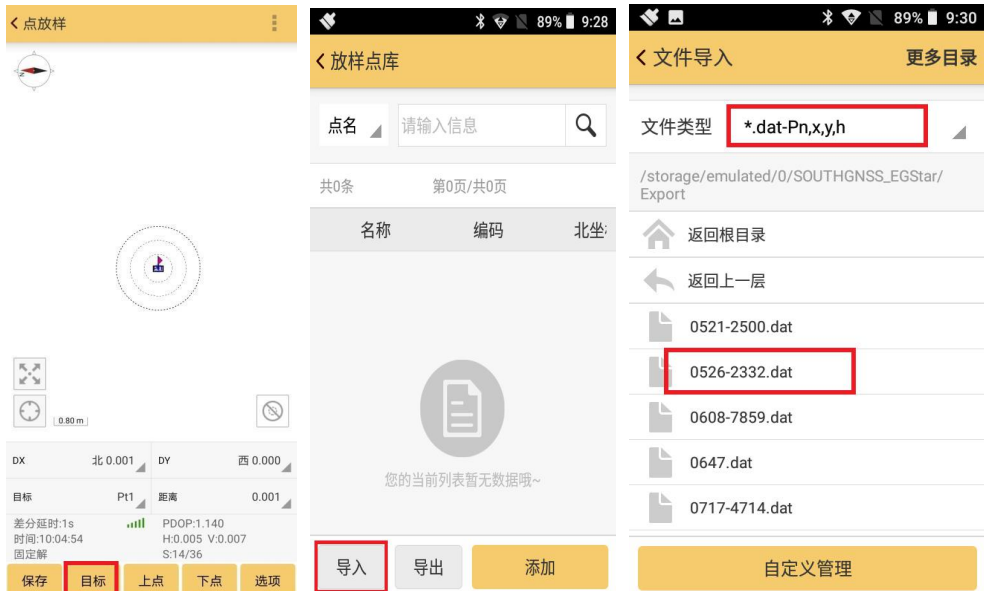 点放样
N
0.80 m
DX 北 0.001 DY 西 0.000
目标 Pt1 距离 0.001
差分延时:1s PDOP:1.140
时间:10:04:54 H:0.005 V:0.007
固定解 S:14/36
保存 目标 上点 下点 选项
89% 9:28
放样点库
点名 请输入信息
共0条 第0页/共0页
名称 编码 北坐
您的当前列表暂无数据哦~
导入 导出 添加
89% 9:30
文件导入 更多目录
文件类型 *.dat-Pn,x,y,h
/storage/emulated/0/SOUTHGNSS_EGStar/
Export
返回根目录
返回上一层
0521-2500.dat
0526-2332.dat
0608-7859.dat
0647.dat
0717-4714.dat
自定义管理